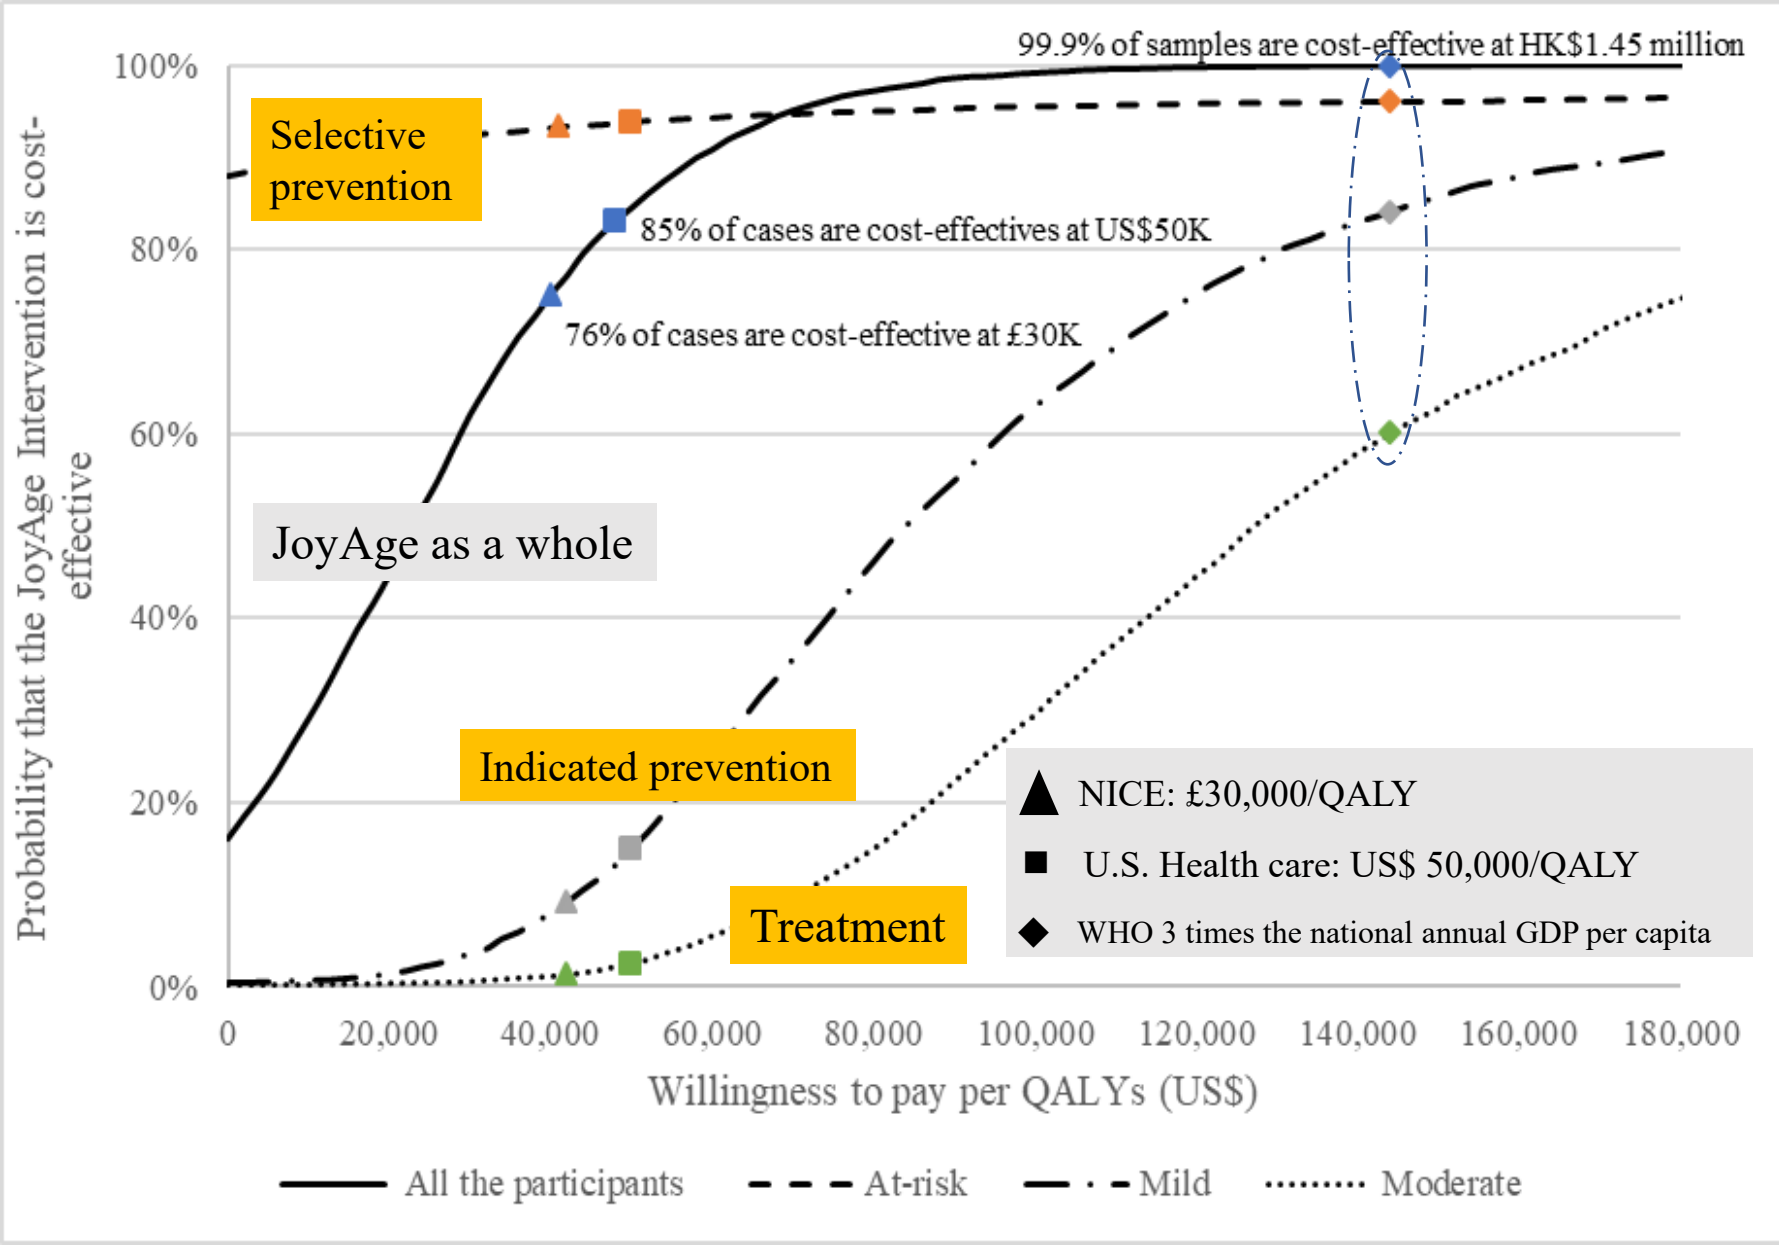 99.9% of samples are cost-effective at HK$1.45 million
100%
80%
60%
40%
20%
0%
Probability that the JoyAge Intervention is cost-
effective
Selective
prevention
85% of cases are cost-effectives at US$50K
76% of cases are cost-effective at £30K
JoyAge as a whole
Indicated prevention
Treatment
NICE: £30,000/QALY
U.S. Health care: US$ 50,000/QALY
WHO 3 times the national annual GDP per capita
0 20,000 40,000 60,000 80,000 100,000 120,000 140,000 160,000 180,000
Willingness to pay per QALYs (US$)
All the participants At-risk Mild Moderate